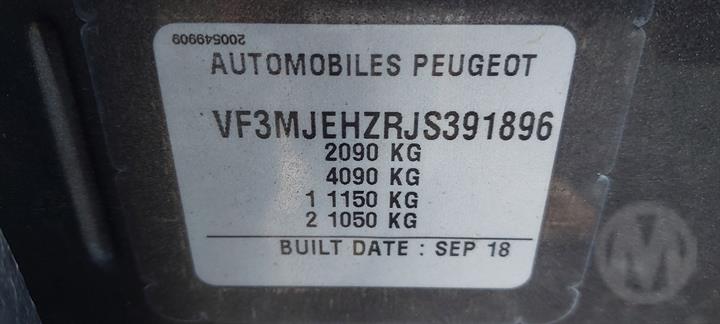 200549909
AUTOMOBILES PEUGEOT
VF3MJEHZRJS391896
2090 KG
4090 KG
1 1150 KG
2 1050 KG
BUILT DATE : SEP 18
M